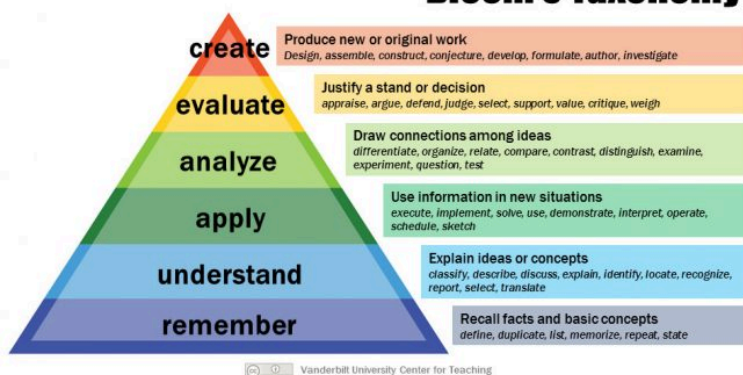 create
Produce new or original work
Design, assemble, construct, conjecture, develop, formulate, author, investigate
evaluate
Justify a stand or decision
appraise, argue, defend, judge, select, support, value, critique, weigh
analyze
Draw connections among ideas
differentiate, organize, relate, compare, contrast, distinguish, examine,
experiment, question, test
apply
Use information in new situations
execute, implement, solve, use, demonstrate, interpret, operate,
schedule, sketch
understand
Explain ideas or concepts
classify, describe, discuss, explain, identify, locate, recognize,
report, select, translate
remember
Recall facts and basic concepts
define, duplicate, list, memorize, repeat, state
cc
Vanderbilt University Center for Teaching